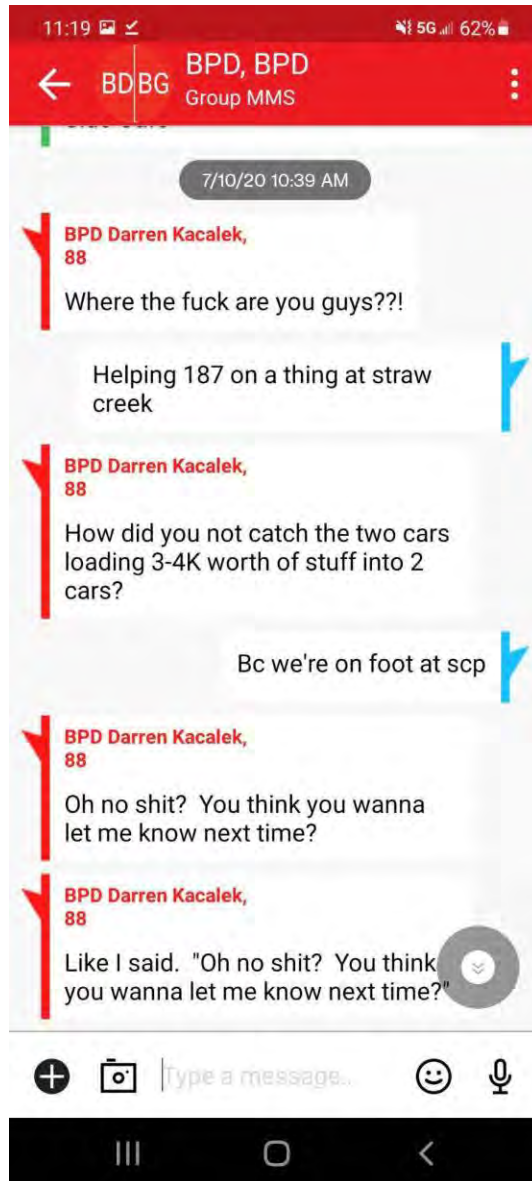 11:19
5G 62%
BD BG
BPD, BPD
Group MMS
7/10/20 10:39 AM
BPD Darren Kacalek,
88
Where the fuck are you guys??!
Helping 187 on a thing at straw
creek
BPD Darren Kacalek,
88
How did you not catch the two cars
loading 3-4K worth of stuff into 2
cars?
Bc we're on foot at scp
BPD Darren Kacalek,
88
Oh no shit?  You think you wanna
let me know next time?
BPD Darren Kacalek,
88
Like I said.  "Oh no shit?  You think
you wanna let me know next time?"
Type a message..